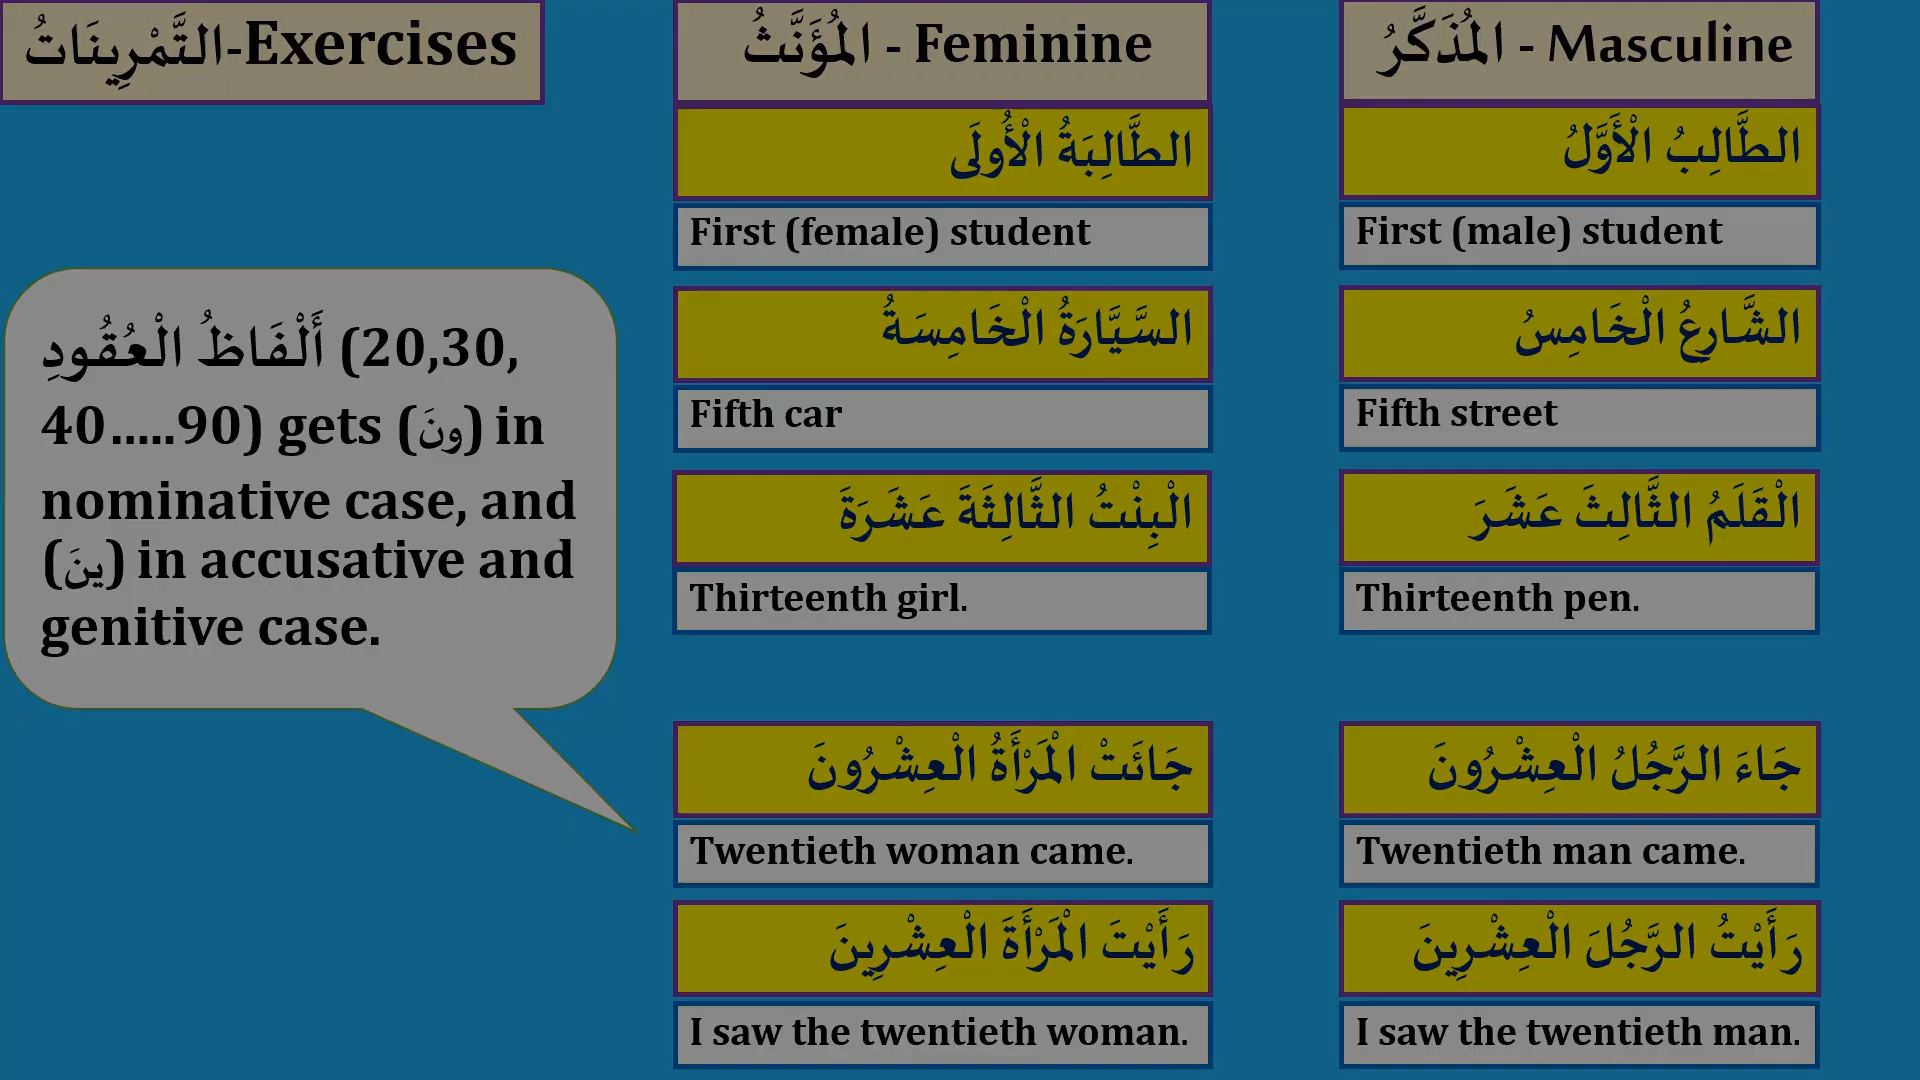 التَّمْرِينَاتُ-Exercises
الْمُؤَنَّثُ - Feminine
الْمُذَكَّرُ - Masculine
الطَّالِبَةُ الْأُولَى
الطَّالِبُ الْأَوَّلُ
First (female) student
First (male) student
السَّيَّارَةُ الْخَامِسَةُ
الشَّارِعُ الْخَامِسُ
Fifth car
Fifth street
الْبِنْتُ الثَّالِثَةَ عَشَرَةَ
الْقَلَمُ الثَّالِثَ عَشَرَ
Thirteenth girl.
Thirteenth pen.
أَلْفَاظُ الْعُقُودِ (20,30,
40.....90) gets (ونَ) in
nominative case, and
(ينَ) in accusative and
genitive case.
جَائَتْ الْمَرْأَةُ الْعِشْرُونَ
جَاءَ الرَّجُلُ الْعِشْرُونَ
Twentieth woman came.
Twentieth man came.
رَأَيْتَ الْمَرْأَةَ الْعِشْرِينَ
رَأَيْتُ الرَّجُلَ الْعِشْرِينَ
I saw the twentieth woman.
I saw the twentieth man.